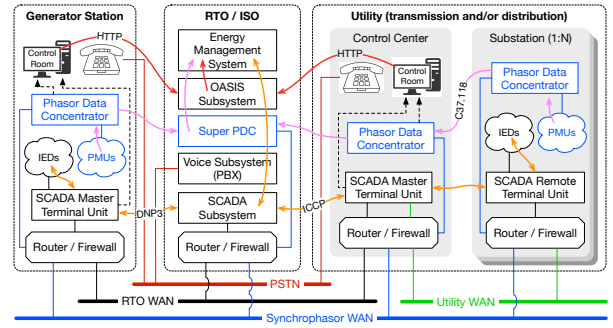 Generator Station
HTTP
Control
Room
Phasor Data
Concentrator
IEDs
PMUs
SCADA Master
Terminal Unit
Router / Firewall
RTO / ISO
Energy
Management
System
OASIS
Subsystem
Super PDC
Voice Subsystem
(PBX)
SCADA
Subsystem
Router / Firewall
DNP3
ICCP
Utility (transmission and/or distribution)
Control Center
HTTP
Control
Room
Phasor Data
Concentrator
SCADA Master
Terminal Unit
Router / Firewall
C37.118
Substation (1:N)
Phasor Data
Concentrator
IEDs
PMUs
SCADA Remote
Terminal Unit
Router / Firewall
PSTN
RTO WAN
Utility WAN
Synchrophasor WAN